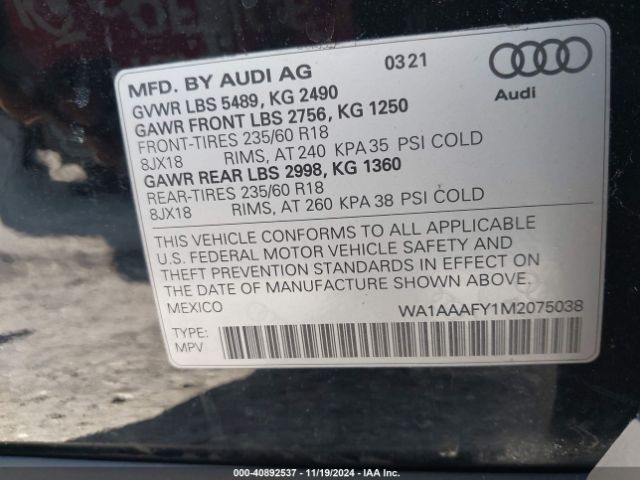 MFD. BY AUDI AG 03 21
Audi
GVWR LBS 5489, KG 2490
GAWR FRONT LBS 2756, KG 1250
FRONT-TIRES 235/60 R18
8JX18 RIMS, AT 240 KPA 35 PSI COLD
GAWR REAR LBS 2998, KG 1360
REAR-TIRES 235/60 R18
8JX18 RIMS, AT 260 KPA 38 PSI COLD
THIS VEHICLE CONFORMS TO ALL APPLICABLE
U.S. FEDERAL MOTOR VEHICLE SAFETY AND
THEFT PREVENTION STANDARDS IN EFFECT ON
THE DATE OF MANUFACTURE SHOWN ABOVE.
MEXICO WA1AAAFY1M2075038
TYPE:
MPV
000-40892537 - 11/19/2024 - IAA Inc.